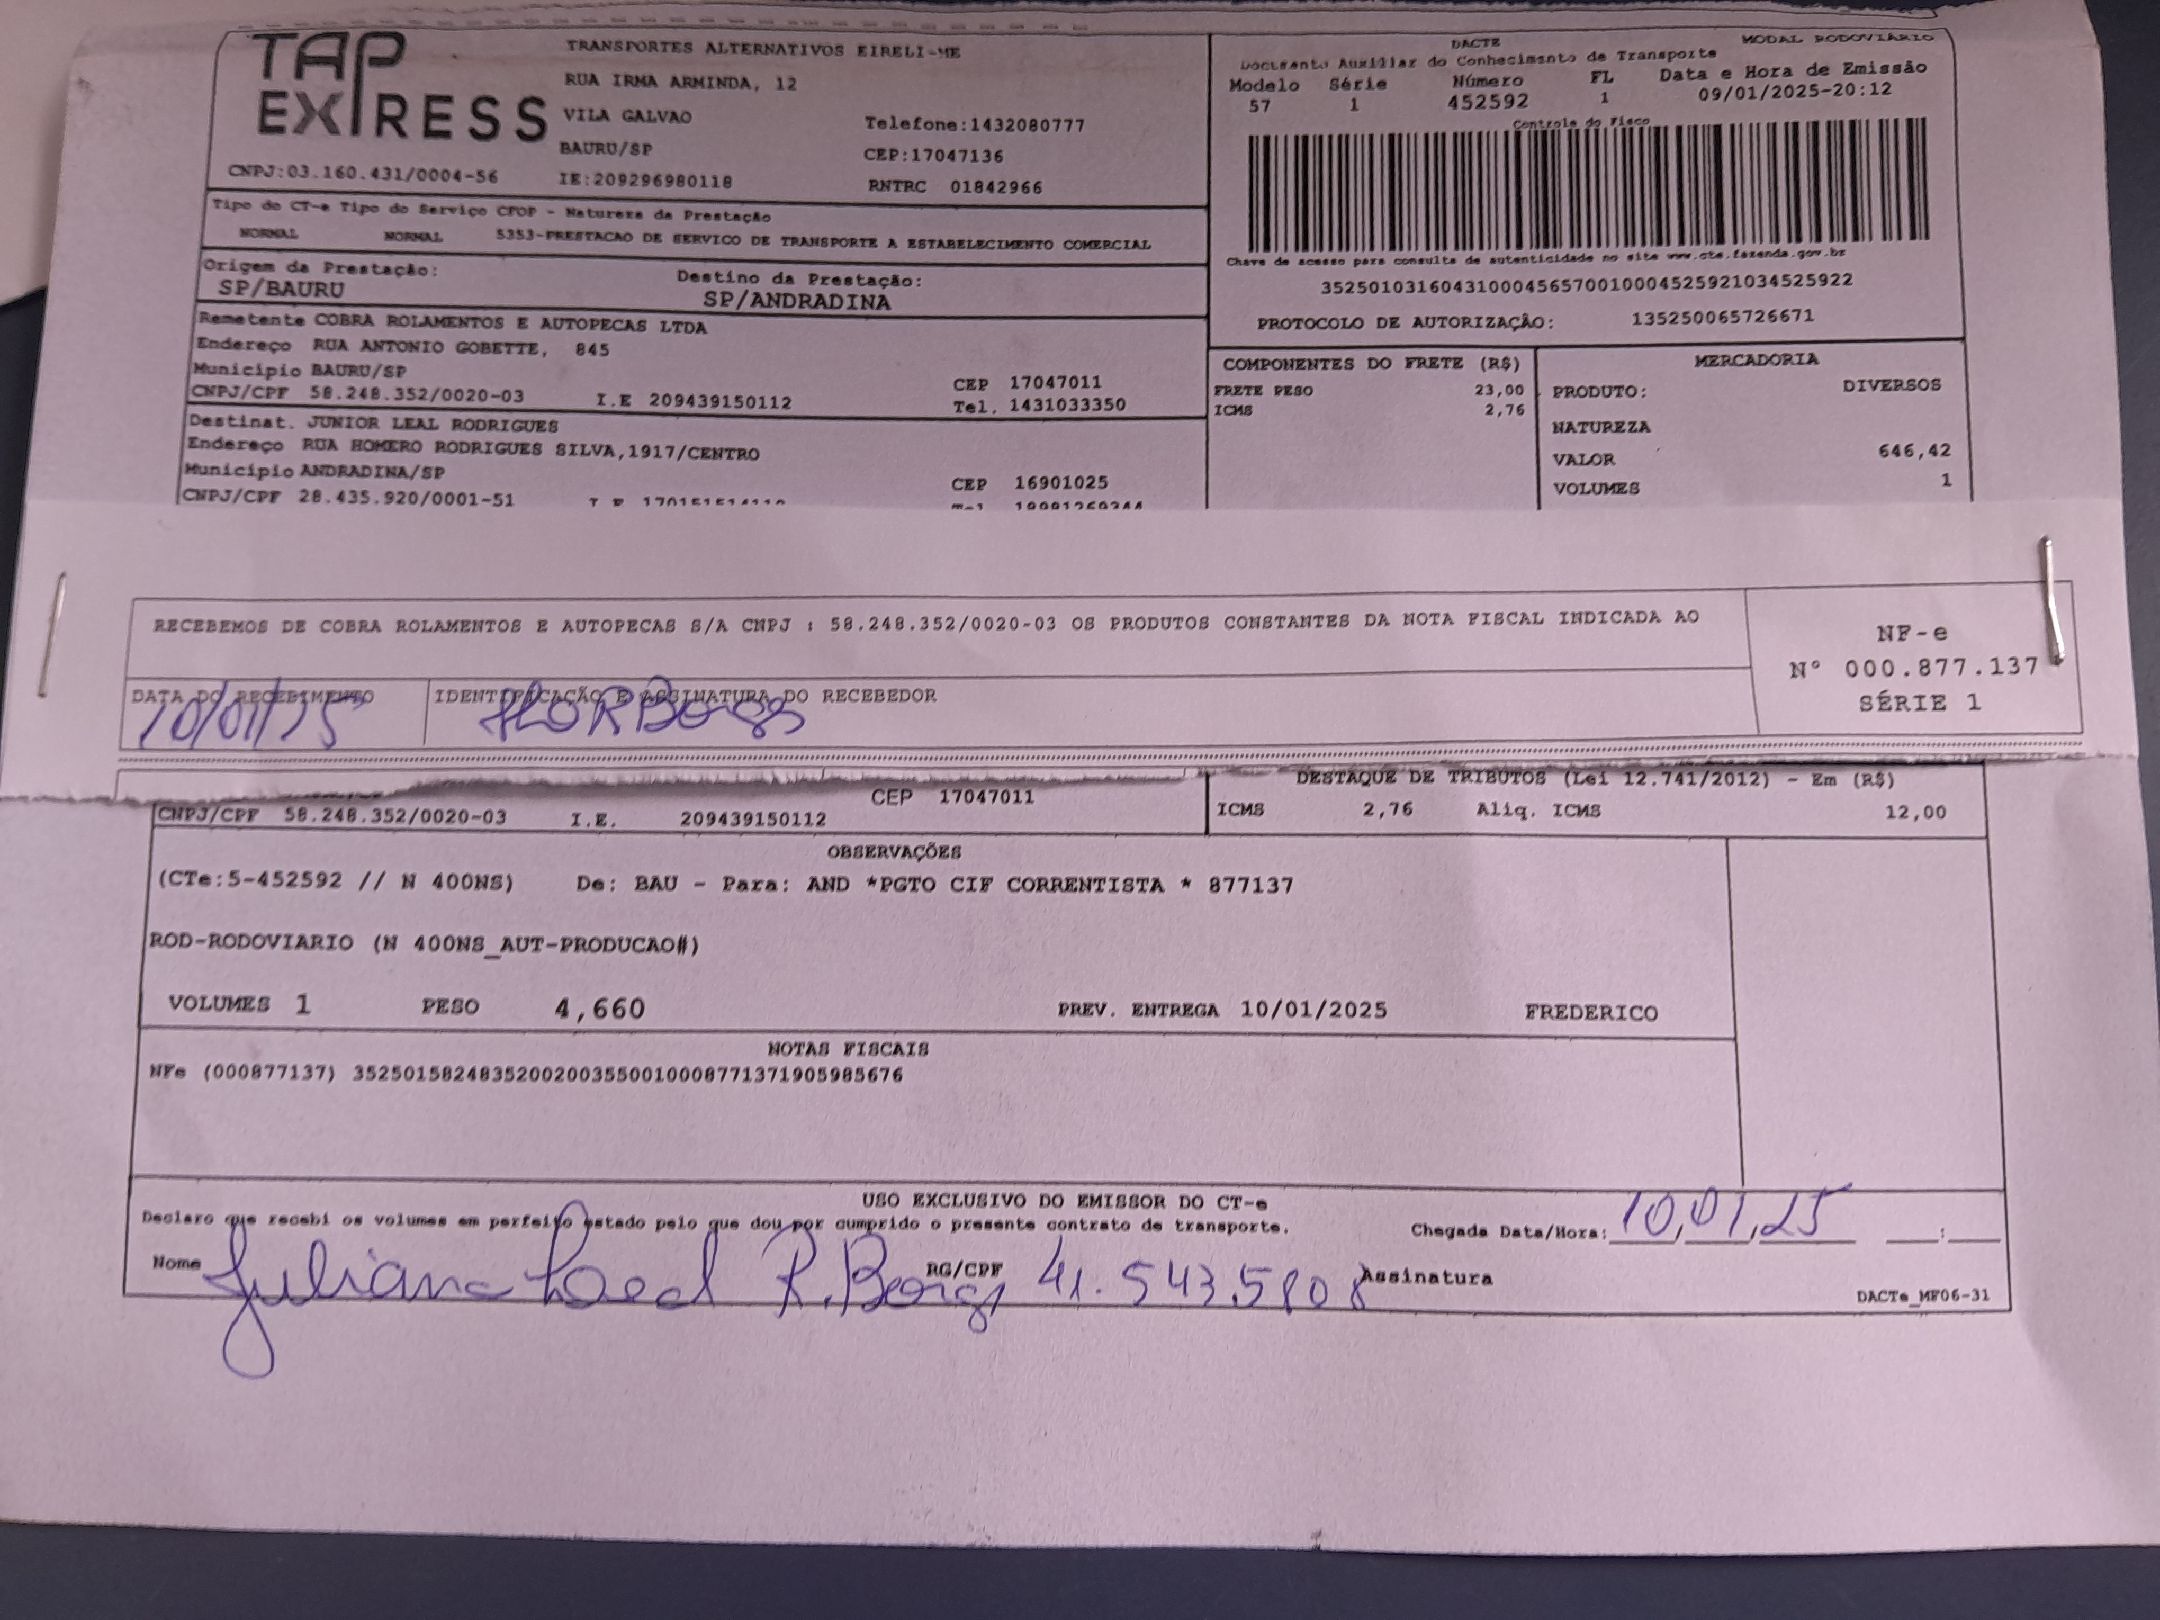 TAP EXPRESS
TRANSPORTES ALTERNATIVOS EIRELI-ME
RUA IRMA ARMINDA, 12
VILA GALVAO Telefone:1432080777
BAURU/SP CEP:17047136
CNPJ:03.160.431/0004-56 IE:209296980118 RNTRC 01842966
DACTE MODAL RODOVIÁRIO
Documento Auxiliar do Conhecimento de Transporte
Modelo Série Número FL Data e Hora de Emissão
57 1 452592 1 09/01/2025-20:12
Controle do Fisco
Chave de acesso para consulta de autenticidade no site www.cte.fazenda.gov.br
35250103160431000456570010004525921034525922
PROTOCOLO DE AUTORIZAÇÃO: 135250065726671
Tipo do CT-e Tipo do Serviço CFOP - Natureza da Prestação
NORMAL NORMAL 5353-PRESTACAO DE SERVICO DE TRANSPORTE A ESTABELECIMENTO COMERCIAL
Origem da Prestação: Destino da Prestação:
SP/BAURU SP/ANDRADINA
Remetente COBRA ROLAMENTOS E AUTOPECAS LTDA
Endereço RUA ANTONIO GOBETTE, 845
Município BAURU/SP CEP 17047011
CNPJ/CPF 58.248.352/0020-03 I.E 209439150112 Tel. 1431033350
Destinat. JUNIOR LEAL RODRIGUES
Endereço RUA HOMERO RODRIGUES SILVA,1917/CENTRO
Município ANDRADINA/SP CEP 16901025
CNPJ/CPF 28.435.920/0001-51
COMPONENTES DO FRETE (R$)
FRETE PESO 23,00
ICMS 2,76
MERCADORIA
PRODUTO: DIVERSOS
NATUREZA
VALOR 646,42
VOLUMES 1
RECEBEMOS DE COBRA ROLAMENTOS E AUTOPECAS S/A CNPJ : 58.248.352/0020-03 OS PRODUTOS CONSTANTES DA NOTA FISCAL INDICADA AO
NF-e
N° 000.877.137
SÉRIE 1
DATA DO RECEBIMENTO IDENTIFICAÇÃO E ASSINATURA DO RECEBEDOR
10/01/25
CEP 17047011
CNPJ/CPF 58.248.352/0020-03 I.E. 209439150112
DESTAQUE DE TRIBUTOS (Lei 12.741/2012) - Em (R$)
ICMS 2,76 Aliq. ICMS 12,00
OBSERVAÇÕES
(CTe:5-452592 // N 400NS) De: BAU - Para: AND *PGTO CIF CORRENTISTA * 877137
ROD-RODOVIARIO (N 400NS_AUT-PRODUCAO#)
VOLUMES 1 PESO 4,660 PREV. ENTREGA 10/01/2025 FREDERICO
NOTAS FISCAIS
NFe (000877137) 35250158248352002003550010008771371905985676
USO EXCLUSIVO DO EMISSOR DO CT-e
Declaro que recebi os volumes em perfeito estado pelo que dou por cumprido o presente contrato de transporte. Chegada Data/Hora: 10/01/25 :
Nome Juliana Leal R. Borges RG/CPF 41.543.580 8 Assinatura
DACTe_MF06-31